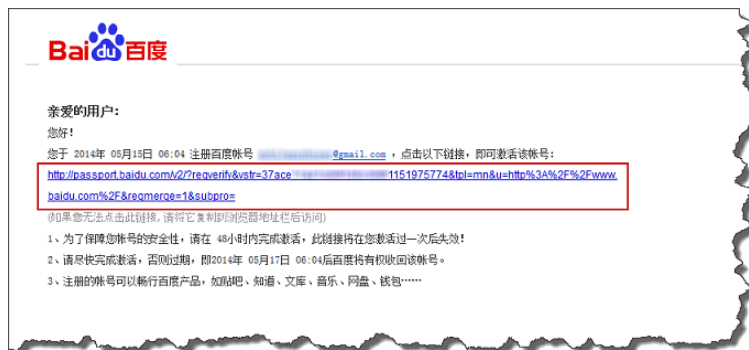 Bai du 百度
亲爱的用户：
您好！
您于 2014年 05月15日 06:04 注册百度帐号 @gmail.com ，点击以下链接，即可激活该帐号：
http://passport.baidu.com/v2/?regverify&vstr=37ace 1151975774&tpl=mn&u=http%3A%2F%2Fwww.
baidu.com%2F&regmerge=1&subpro=
(如果您无法点击此链接，请将它复制到浏览器地址栏后访问)
1、为了保障您帐号的安全性，请在 48小时内完成激活，此链接将在您激活过一次后失效！
2、请尽快完成激活，否则过期，即2014年 05月17日 06:04后百度将有权收回该帐号。
3、注册的帐号可以畅行百度产品，如贴吧、知道、文库、音乐、网盘、钱包……